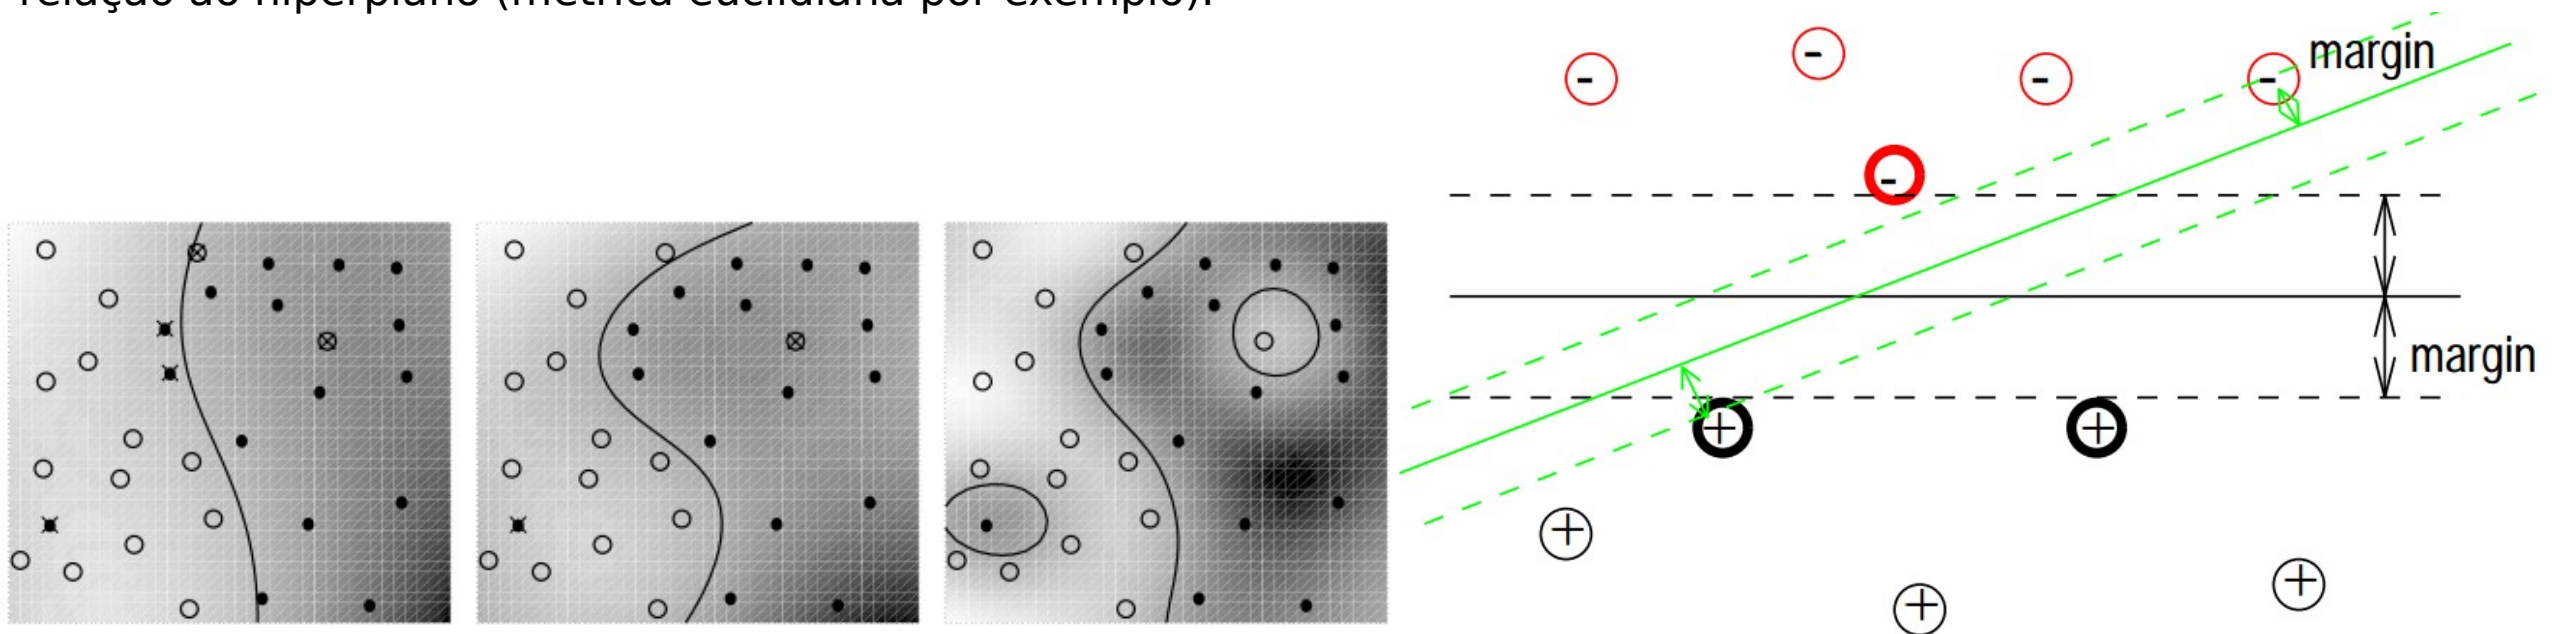 relação ao hiperplano (métrica euclidiana por exemplo).
margin
- - - -
-
margin
+ +
+ + +